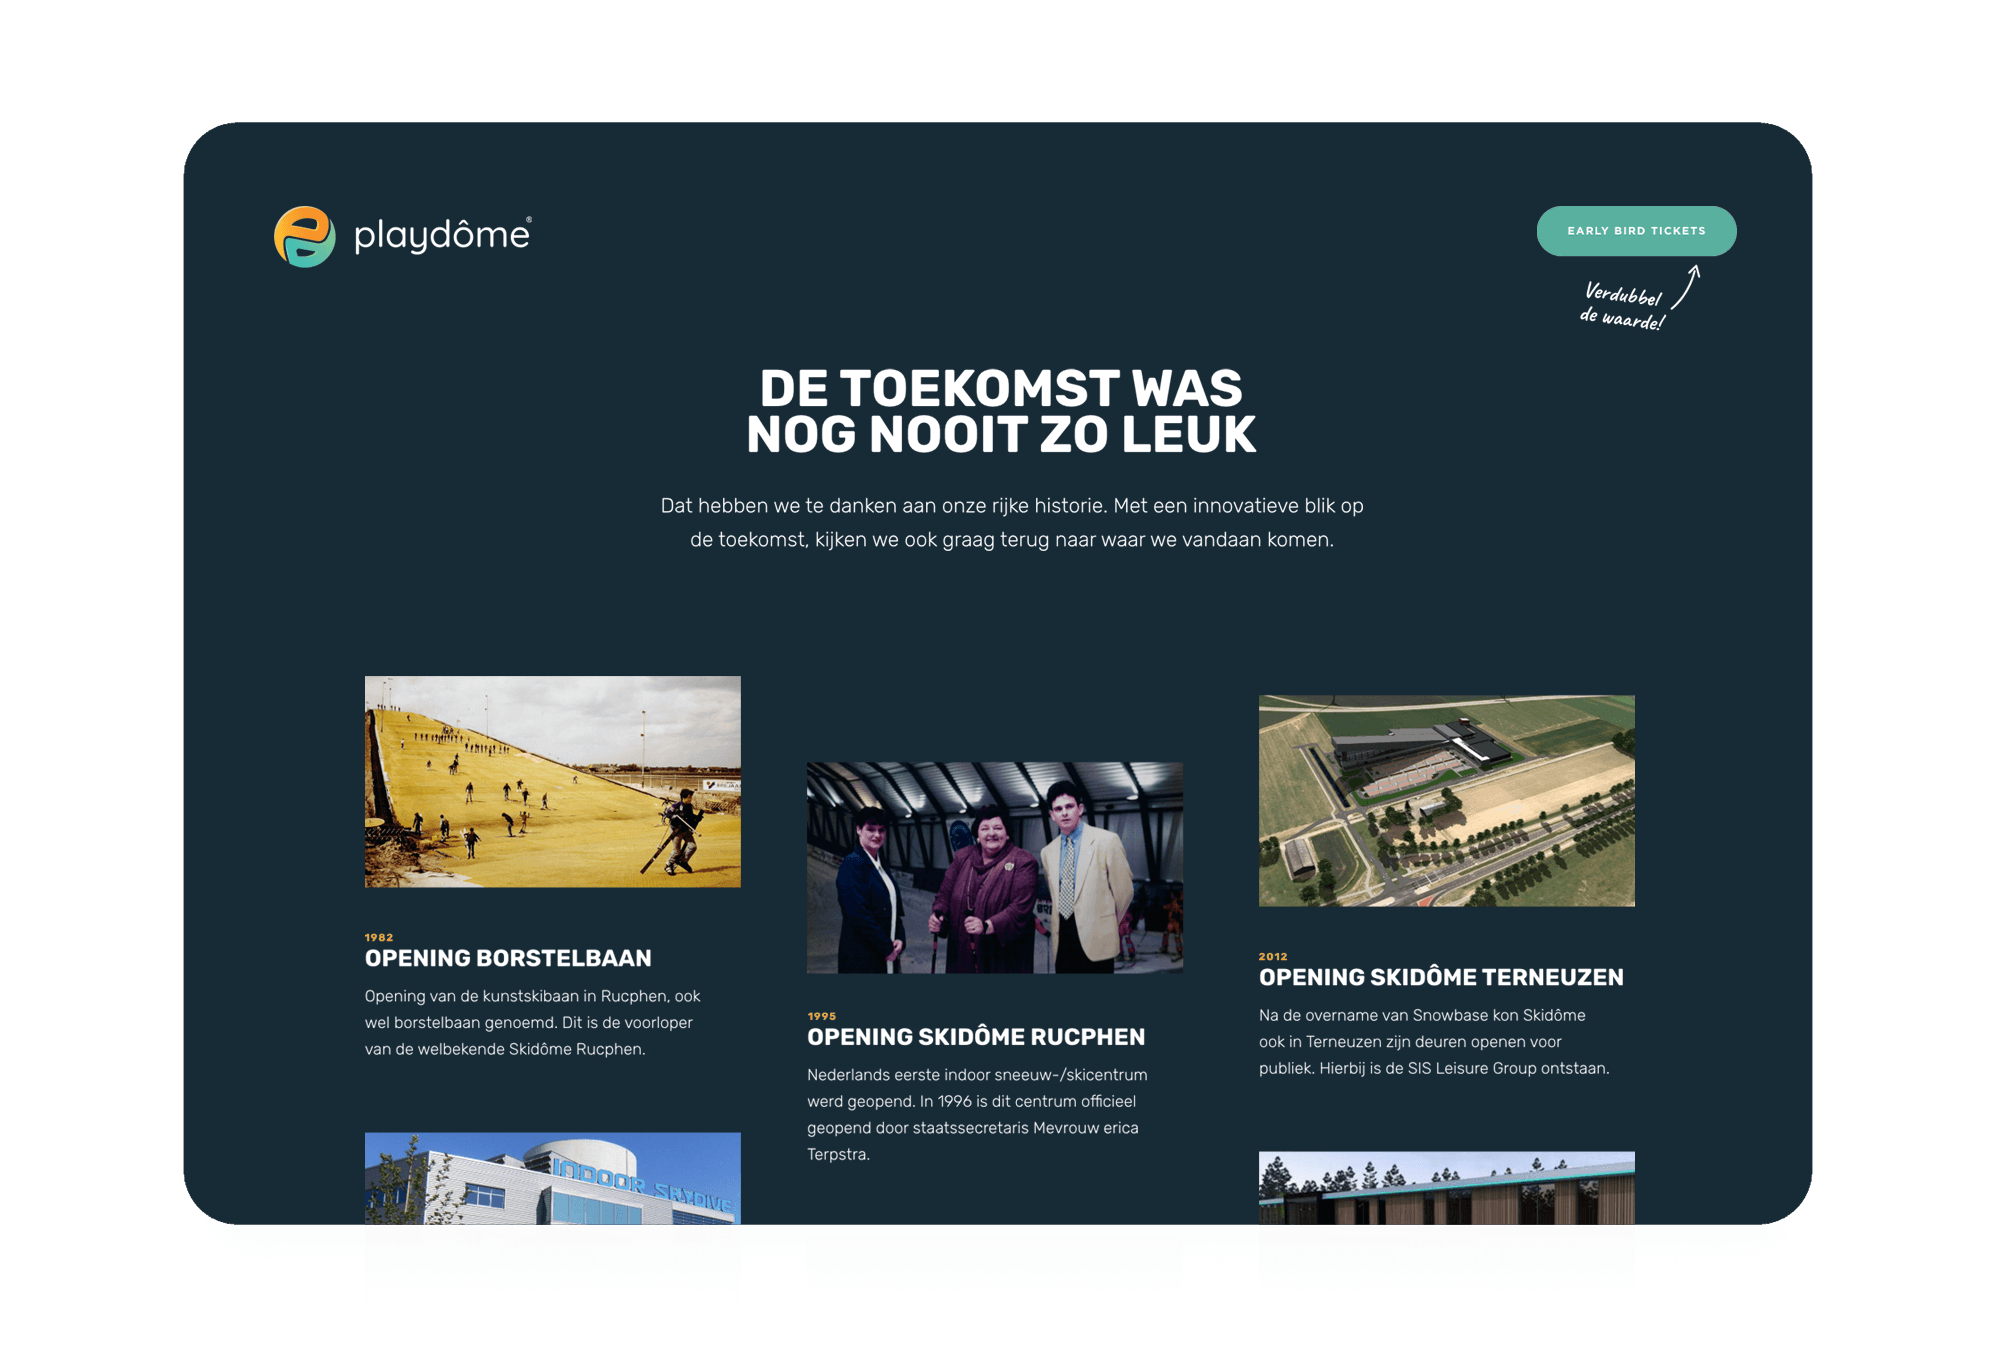 playdôme®
EARLY BIRD TICKETS
Verdubbel
de waarde!
DE TOEKOMST WAS
NOG NOOIT ZO LEUK
Dat hebben we te danken aan onze rijke historie. Met een innovatieve blik op
de toekomst, kijken we ook graag terug naar waar we vandaan komen.
1982
OPENING BORSTELBAAN
Opening van de kunstskibaan in Rucphen, ook
wel borstelbaan genoemd. Dit is de voorloper
van de welbekende Skidôme Rucphen.
INDOOR SKYDIVE
1995
OPENING SKIDÔME RUCPHEN
Nederlands eerste indoor sneeuw-/skicentrum
werd geopend. In 1996 is dit centrum officieel
geopend door staatssecretaris Mevrouw erica
Terpstra.
2012
OPENING SKIDÔME TERNEUZEN
Na de overname van Snowbase kon Skidôme
ook in Terneuzen zijn deuren openen voor
publiek. Hierbij is de SIS Leisure Group ontstaan.